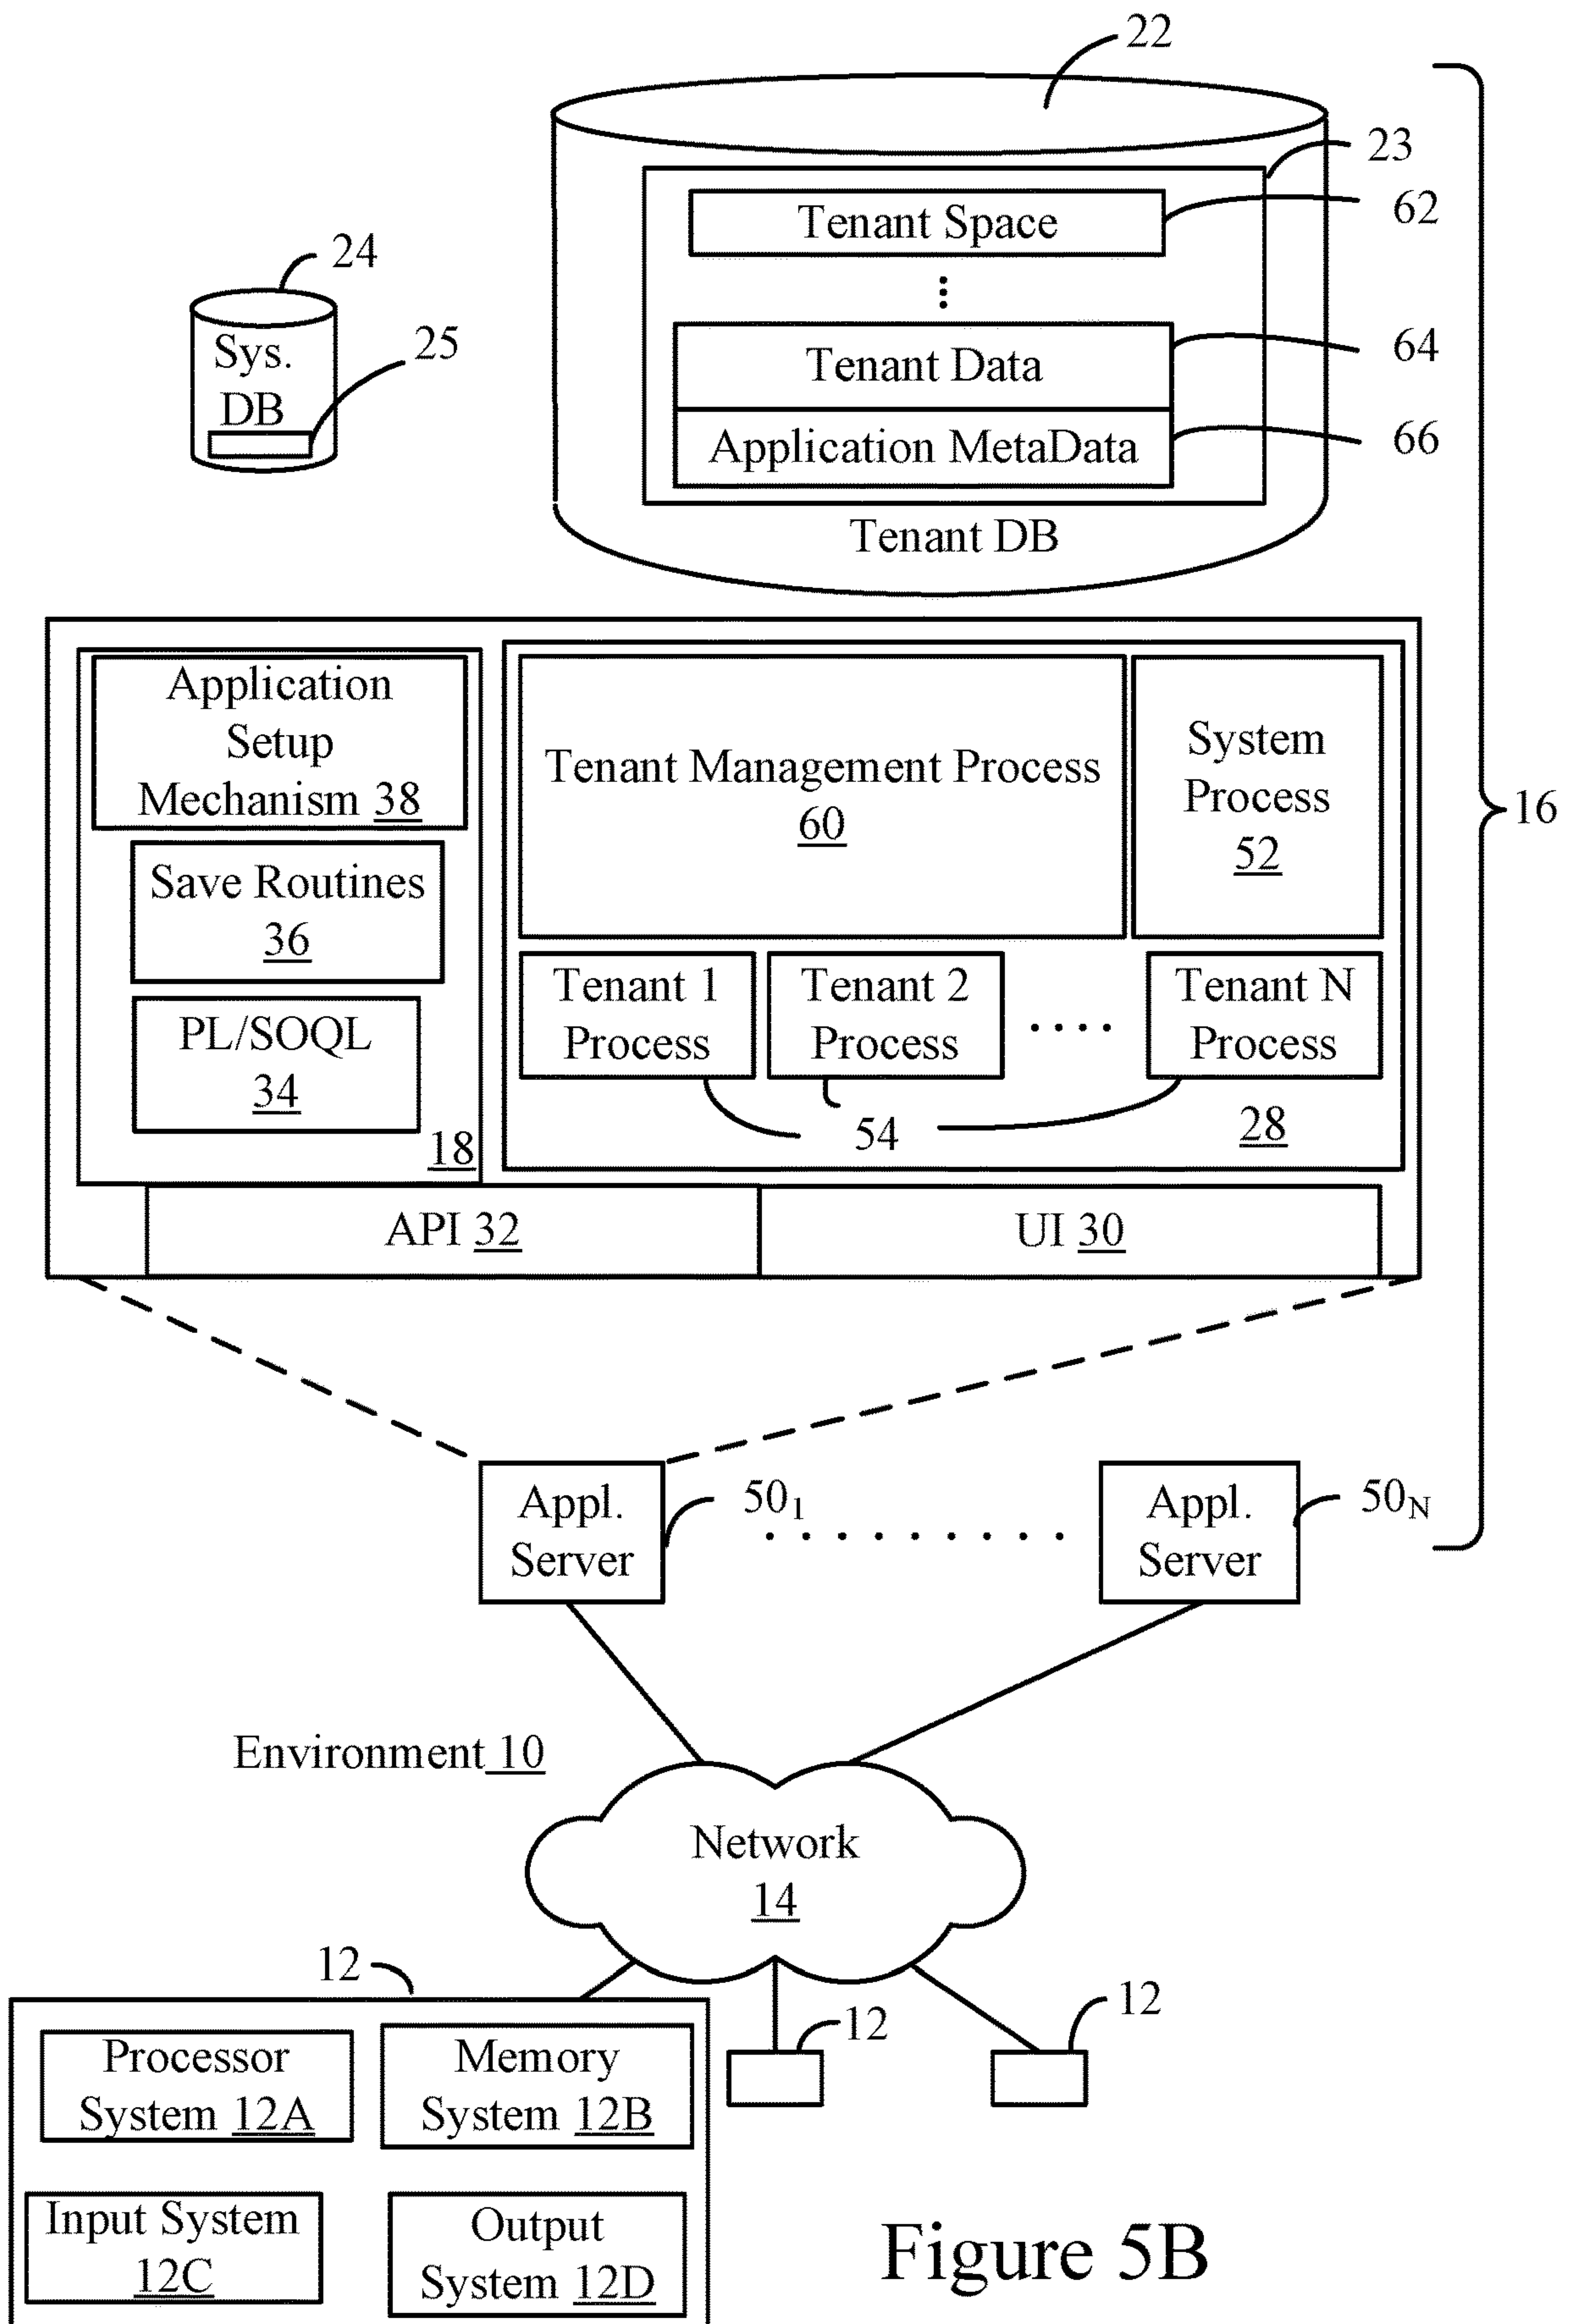 22
23
Tenant Space
62
24
Sys.
DB
25
Tenant Data
64
Application MetaData
66
Tenant DB
Application
Setup
Mechanism 38
Tenant Management Process
60
System
Process
52
16
Save Routines
36
Tenant 1
Process
Tenant 2
Process
....
Tenant N
Process
PL/SOQL
34
18
54
28
API 32
UI 30
Appl.
Server
50₁
Appl.
Server
50N
Environment 10
Network
14
12
12
12
Processor
System 12A
Memory
System 12B
Input System
12C
Output
System 12D
Figure 5B